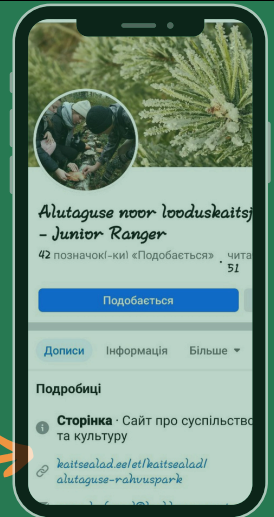 Alutaguse noor looduskaitsj
- Junior Ranger
42 позначок(-ки) «Подобається» · чита
51
Подобається
Дописи Інформація Більше
Подробиці
Сторінка · Сайт про суспільство
та культуру
kaitsealad.ee/et/kaitsealad/
alutaguse-rahvuspark